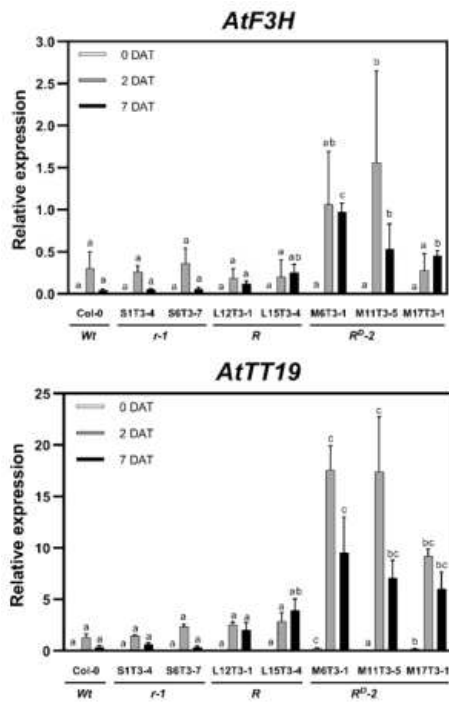 AtF3H
Relative expression
3.0
2.5
2.0
1.5
1.0
0.5
0.0
0 DAT
2 DAT
7 DAT
a a a a a a a a a a a a a a ab a ab c a b b a a b
Col-0 S1T3-4 S6T3-7 L12T3-1 L15T3-4 M6T3-1 M11T3-5 M17T3-1
Wt r-1 R Rᴰ-2
AtTT19
Relative expression
25
20
15
10
5
0
0 DAT
2 DAT
7 DAT
a a a a a a a a a a a a a a ab c c c a c bc b bc bc
Col-0 S1T3-4 S6T3-7 L12T3-1 L15T3-4 M6T3-1 M11T3-5 M17T3-1
Wt r-1 R Rᴰ-2